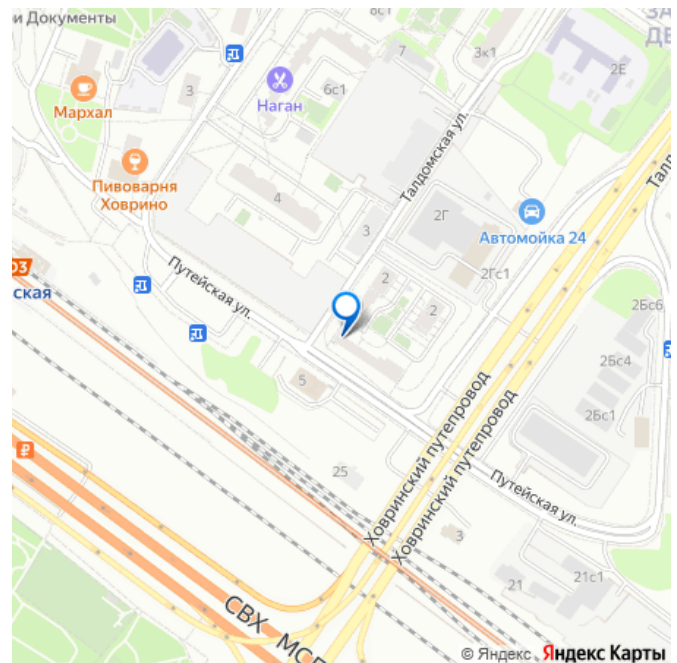 и Документы
6с1
7
3к1
2Е
Мархал
3
Наган
6с1
Талдомская ул.
Пивоварня
Ховрино
4
3
2Г
Автомойка 24
2Гс1
Путейская ул.
ская
2
2
2Бс6
2Бс4
2Бс1
5
Ховринский путепровод
Ховринский путепровод
25
Путейская ул.
3
21
21с1
СВХ
© Яндекс Яндекс Карты